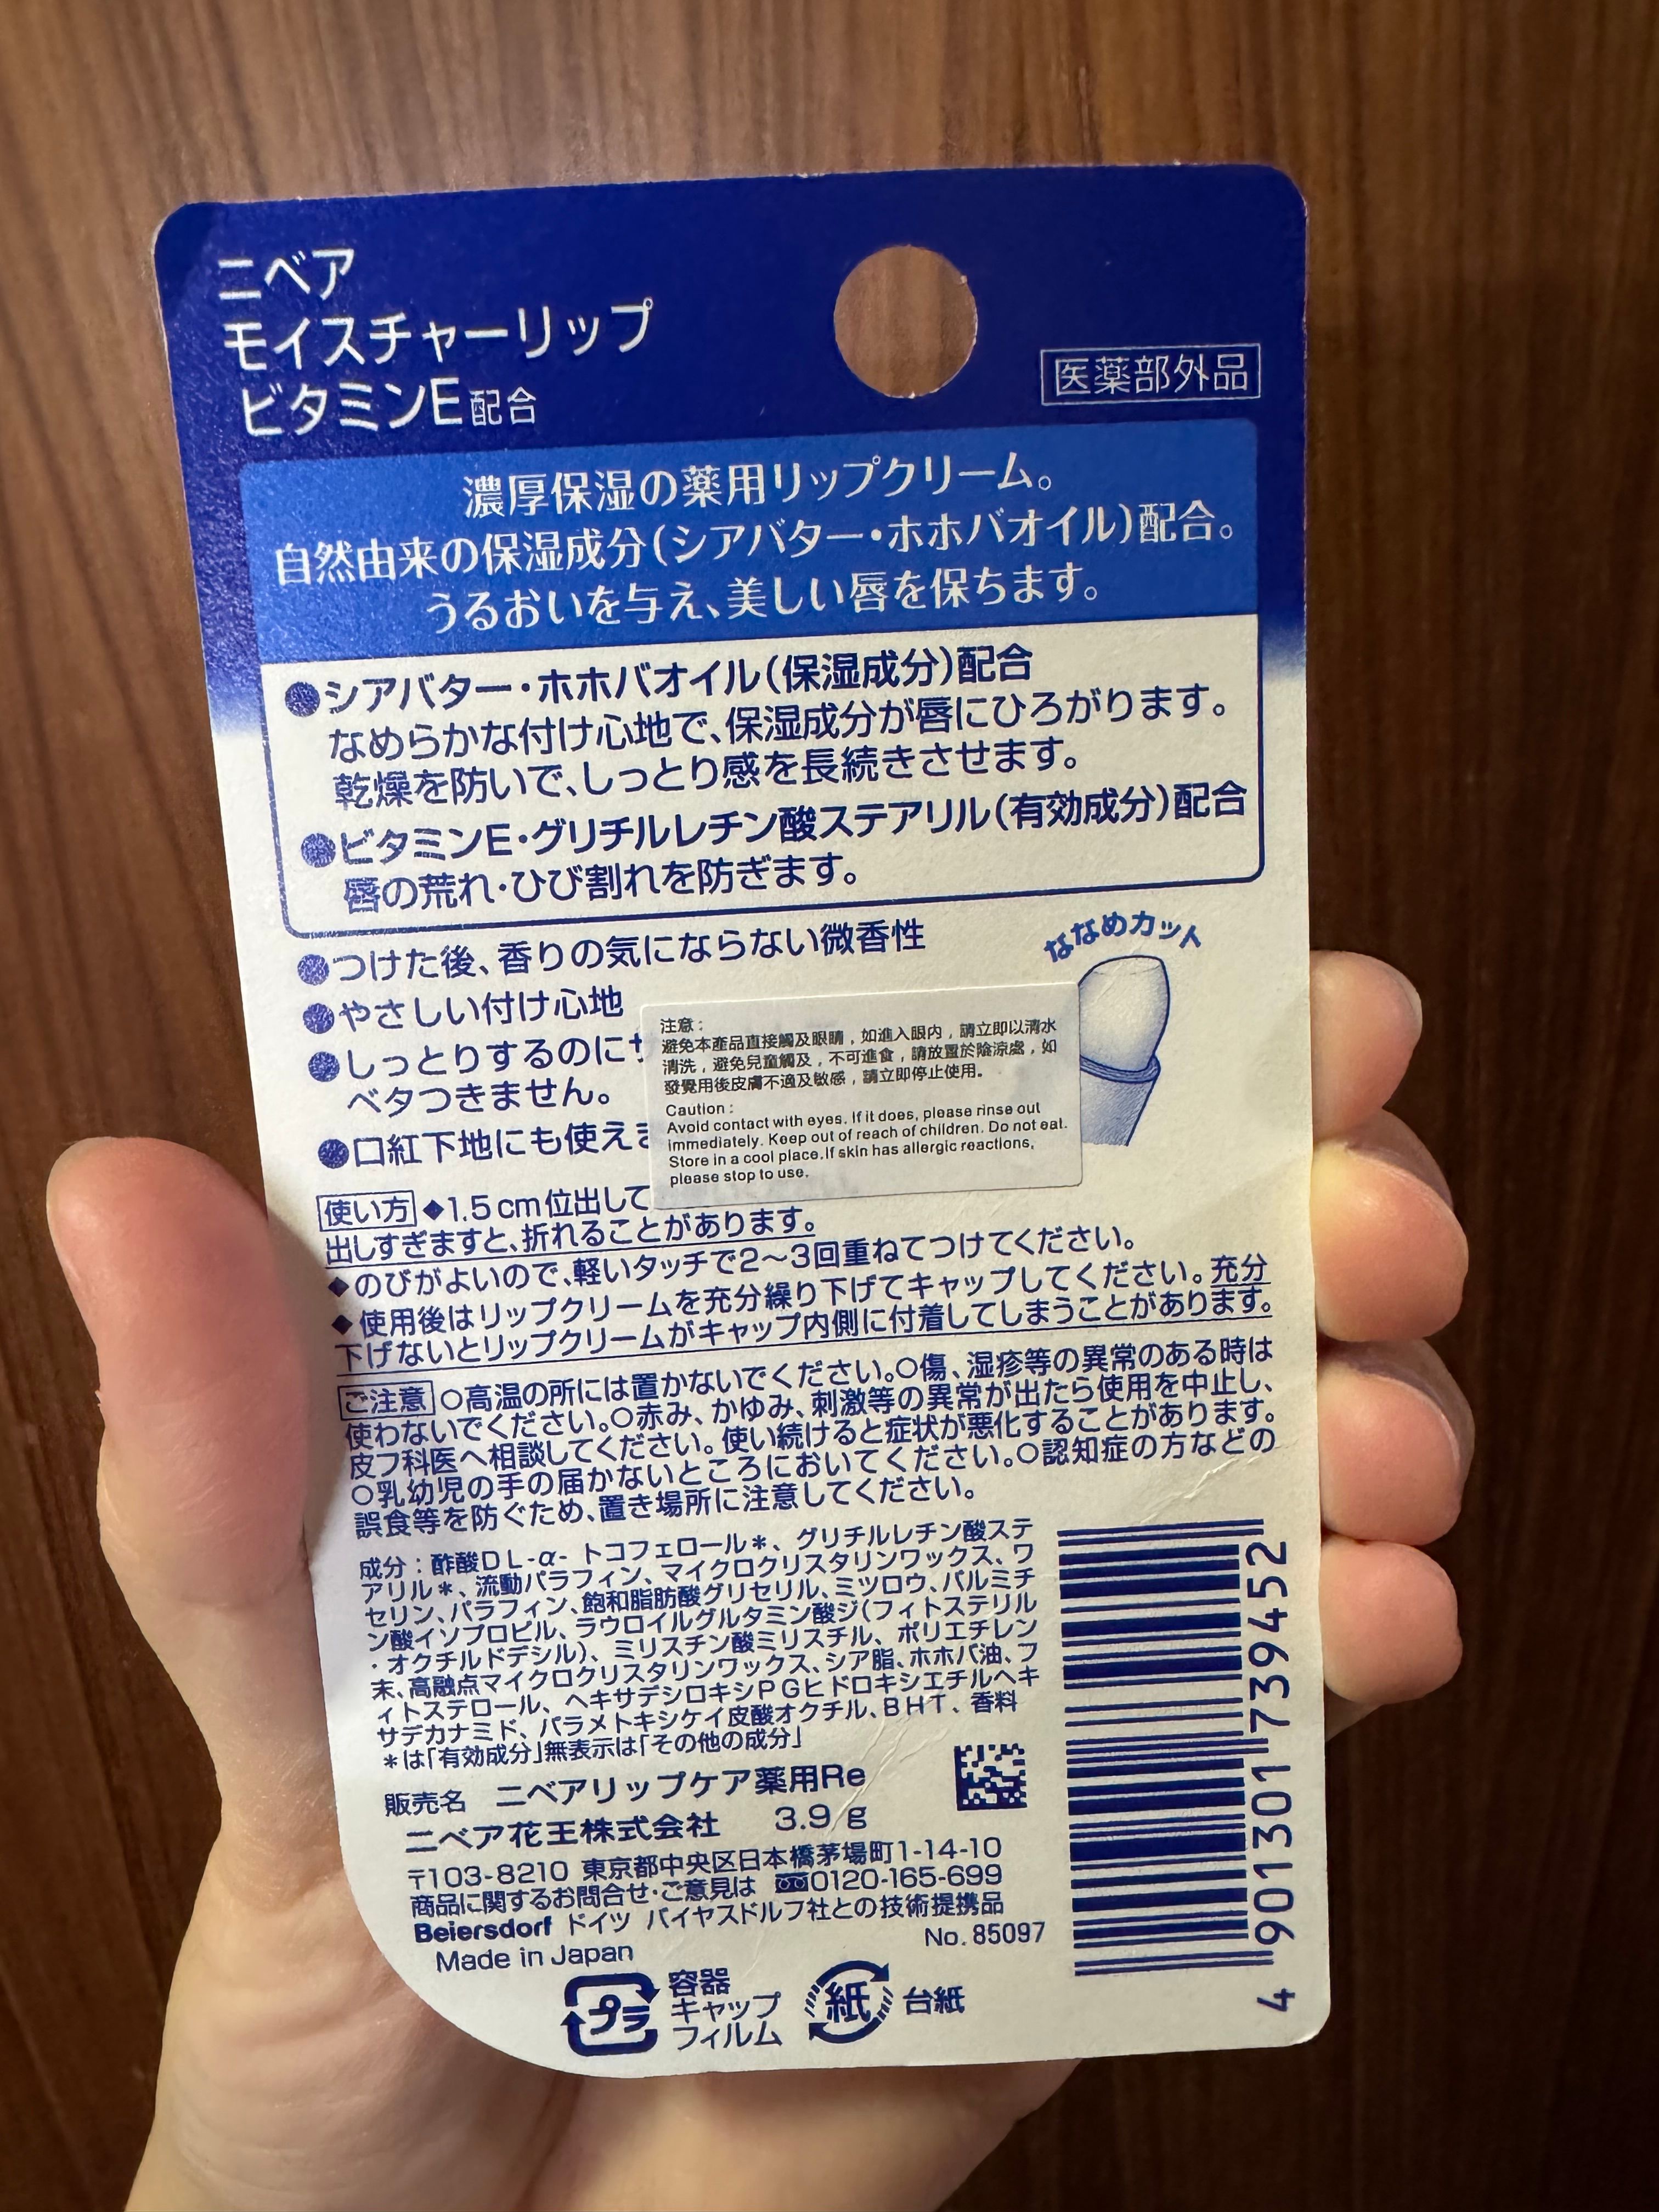 ニベア
モイスチャーリップ
ビタミンE配合
医薬部外品
濃厚保湿の薬用リップクリーム。
自然由来の保湿成分(シアバター・ホホバオイル)配合。
うるおいを与え、美しい唇を保ちます。
●シアバター・ホホバオイル(保湿成分)配合
なめらかな付け心地で、保湿成分が唇にひろがります。
乾燥を防いで、しっとり感を長続きさせます。
●ビタミンE・グリチルレチン酸ステアリル(有効成分)配合
唇の荒れ・ひび割れを防ぎます。
●つけた後、香りの気にならない微香性
●やさしい付け心地
●しっとりするのに
ベタつきません。
●口紅下地にも使え
ななめカット
注意：
避免本產品直接觸及眼睛，如進入眼内，請立即以清水
清洗，避免兒童觸及，不可進食，請放置於陰涼處，如
發覺用後皮膚不適及敏感，請立即停止使用。
Caution :
Avoid contact with eyes. If it does, please rinse out
immediately. Keep out of reach of children. Do not eat.
Store in a cool place.If skin has allergic reactions,
please stop to use.
使い方 ◆1.5cm位出して
出しすぎますと、折れることがあります。
◆のびがよいので、軽いタッチで2〜3回重ねてつけてください。
◆使用後はリップクリームを充分繰り下げてキャップしてください。充分
下げないとリップクリームがキャップ内側に付着してしまうことがあります。
ご注意 ○高温の所には置かないでください。○傷、湿疹等の異常のある時は
使わないでください。○赤み、かゆみ、刺激等の異常が出たら使用を中止し、
皮フ科医へ相談してください。使い続けると症状が悪化することがあります。
○乳幼児の手の届かないところにおいてください。○認知症の方などの
誤食等を防ぐため、置き場所に注意してください。
成分：酢酸DL-α-トコフェロール＊、グリチルレチン酸ステ
アリル＊、流動パラフィン、マイクロクリスタリンワックス、ワ
セリン、パラフィン、飽和脂肪酸グリセリル、ミツロウ、パルミチ
ン酸イソプロピル、ラウロイルグルタミン酸ジ(フィトステリル
・オクチルドデシル)、ミリスチン酸ミリスチル、ポリエチレン
末、高融点マイクロクリスタリンワックス、シア脂、ホホバ油、フ
ィトステロール、ヘキサデシロキシPGヒドロキシエチルヘキ
サデカナミド、パラメトキシケイ皮酸オクチル、BHT、香料
＊は「有効成分」無表示は「その他の成分」
販売名 ニベアリップケア薬用Re
ニベア花王株式会社 3.9g
〒103-8210 東京都中央区日本橋茅場町1-14-10
商品に関するお問合せ・ご意見は 0120-165-699
Beiersdorf ドイツ バイヤスドルフ社との技術提携品
Made in Japan No.85097
プラ 容器
キャップ
フィルム
紙 台紙
4 901301 739452